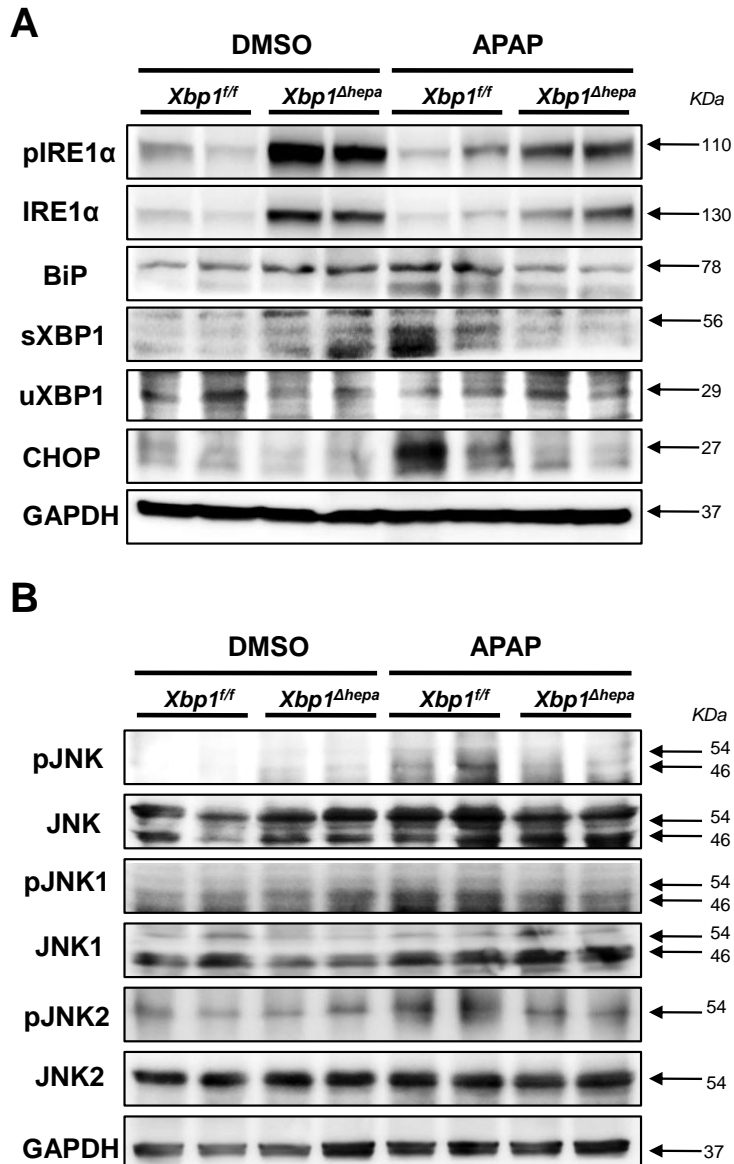 A
DMSO APAP
Xbp1f/f Xbp1Δhepa Xbp1f/f Xbp1Δhepa KDa
pIRE1α 110
IRE1α 130
BiP 78
sXBP1 56
uXBP1 29
CHOP 27
GAPDH 37
B
DMSO APAP
Xbp1f/f Xbp1Δhepa Xbp1f/f Xbp1Δhepa
KDa
pJNK 54
46
JNK 54
46
pJNK1 54
46
JNK1 54
46
pJNK2 54
JNK2 54
GAPDH 37